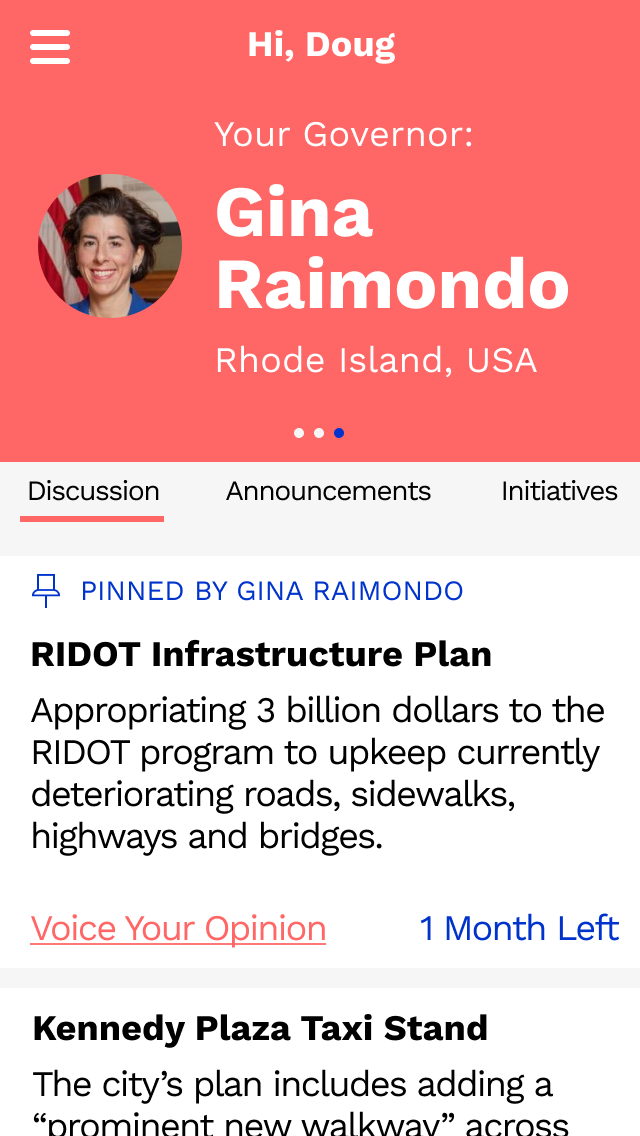 Hi, Doug
Your Governor:
Gina
Raimondo
Rhode Island, USA
Discussion
Announcements
Initiatives
PINNED BY GINA RAIMONDO
RIDOT Infrastructure Plan
Appropriating 3 billion dollars to the
RIDOT program to upkeep currently
deteriorating roads, sidewalks,
highways and bridges.
Voice Your Opinion
1 Month Left
Kennedy Plaza Taxi Stand
The city’s plan includes adding a
“prominent new walkway” across